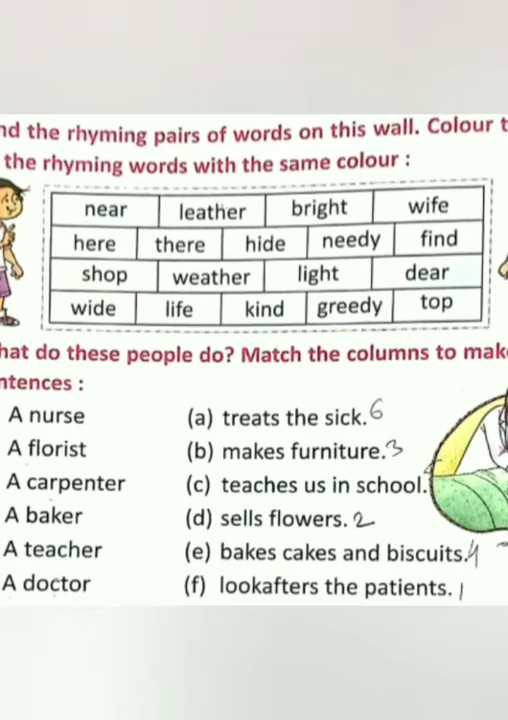 nd the rhyming pairs of words on this wall. Colour t
the rhyming words with the same colour :
near leather bright wife
here there hide needy find
shop weather light dear
wide life kind greedy top
hat do these people do? Match the columns to mak
ntences :
A nurse (a) treats the sick. 6
A florist (b) makes furniture. 3
A carpenter (c) teaches us in school.
A baker (d) sells flowers. 2
A teacher (e) bakes cakes and biscuits. 4
A doctor (f) lookafters the patients. 1